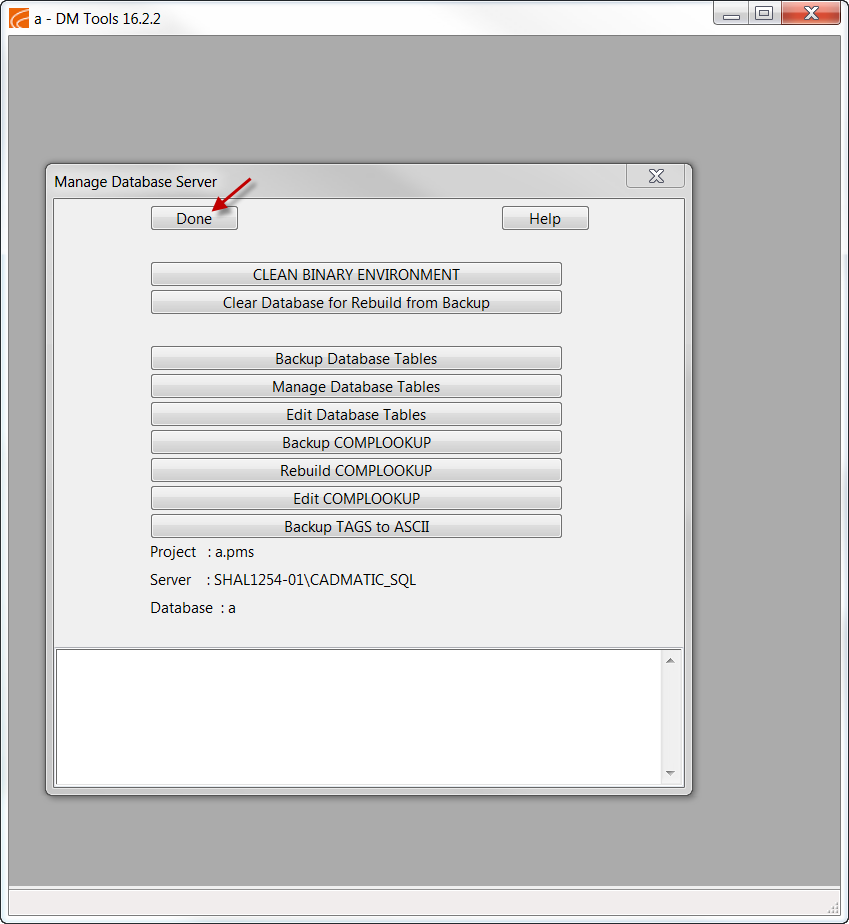 a - DM Tools 16.2.2
Manage Database Server
Done Help
CLEAN BINARY ENVIRONMENT
Clear Database for Rebuild from Backup
Backup Database Tables
Manage Database Tables
Edit Database Tables
Backup COMPLOOKUP
Rebuild COMPLOOKUP
Edit COMPLOOKUP
Backup TAGS to ASCII
Project : a.pms
Server : SHAL1254-01\CADMATIC_SQL
Database : a